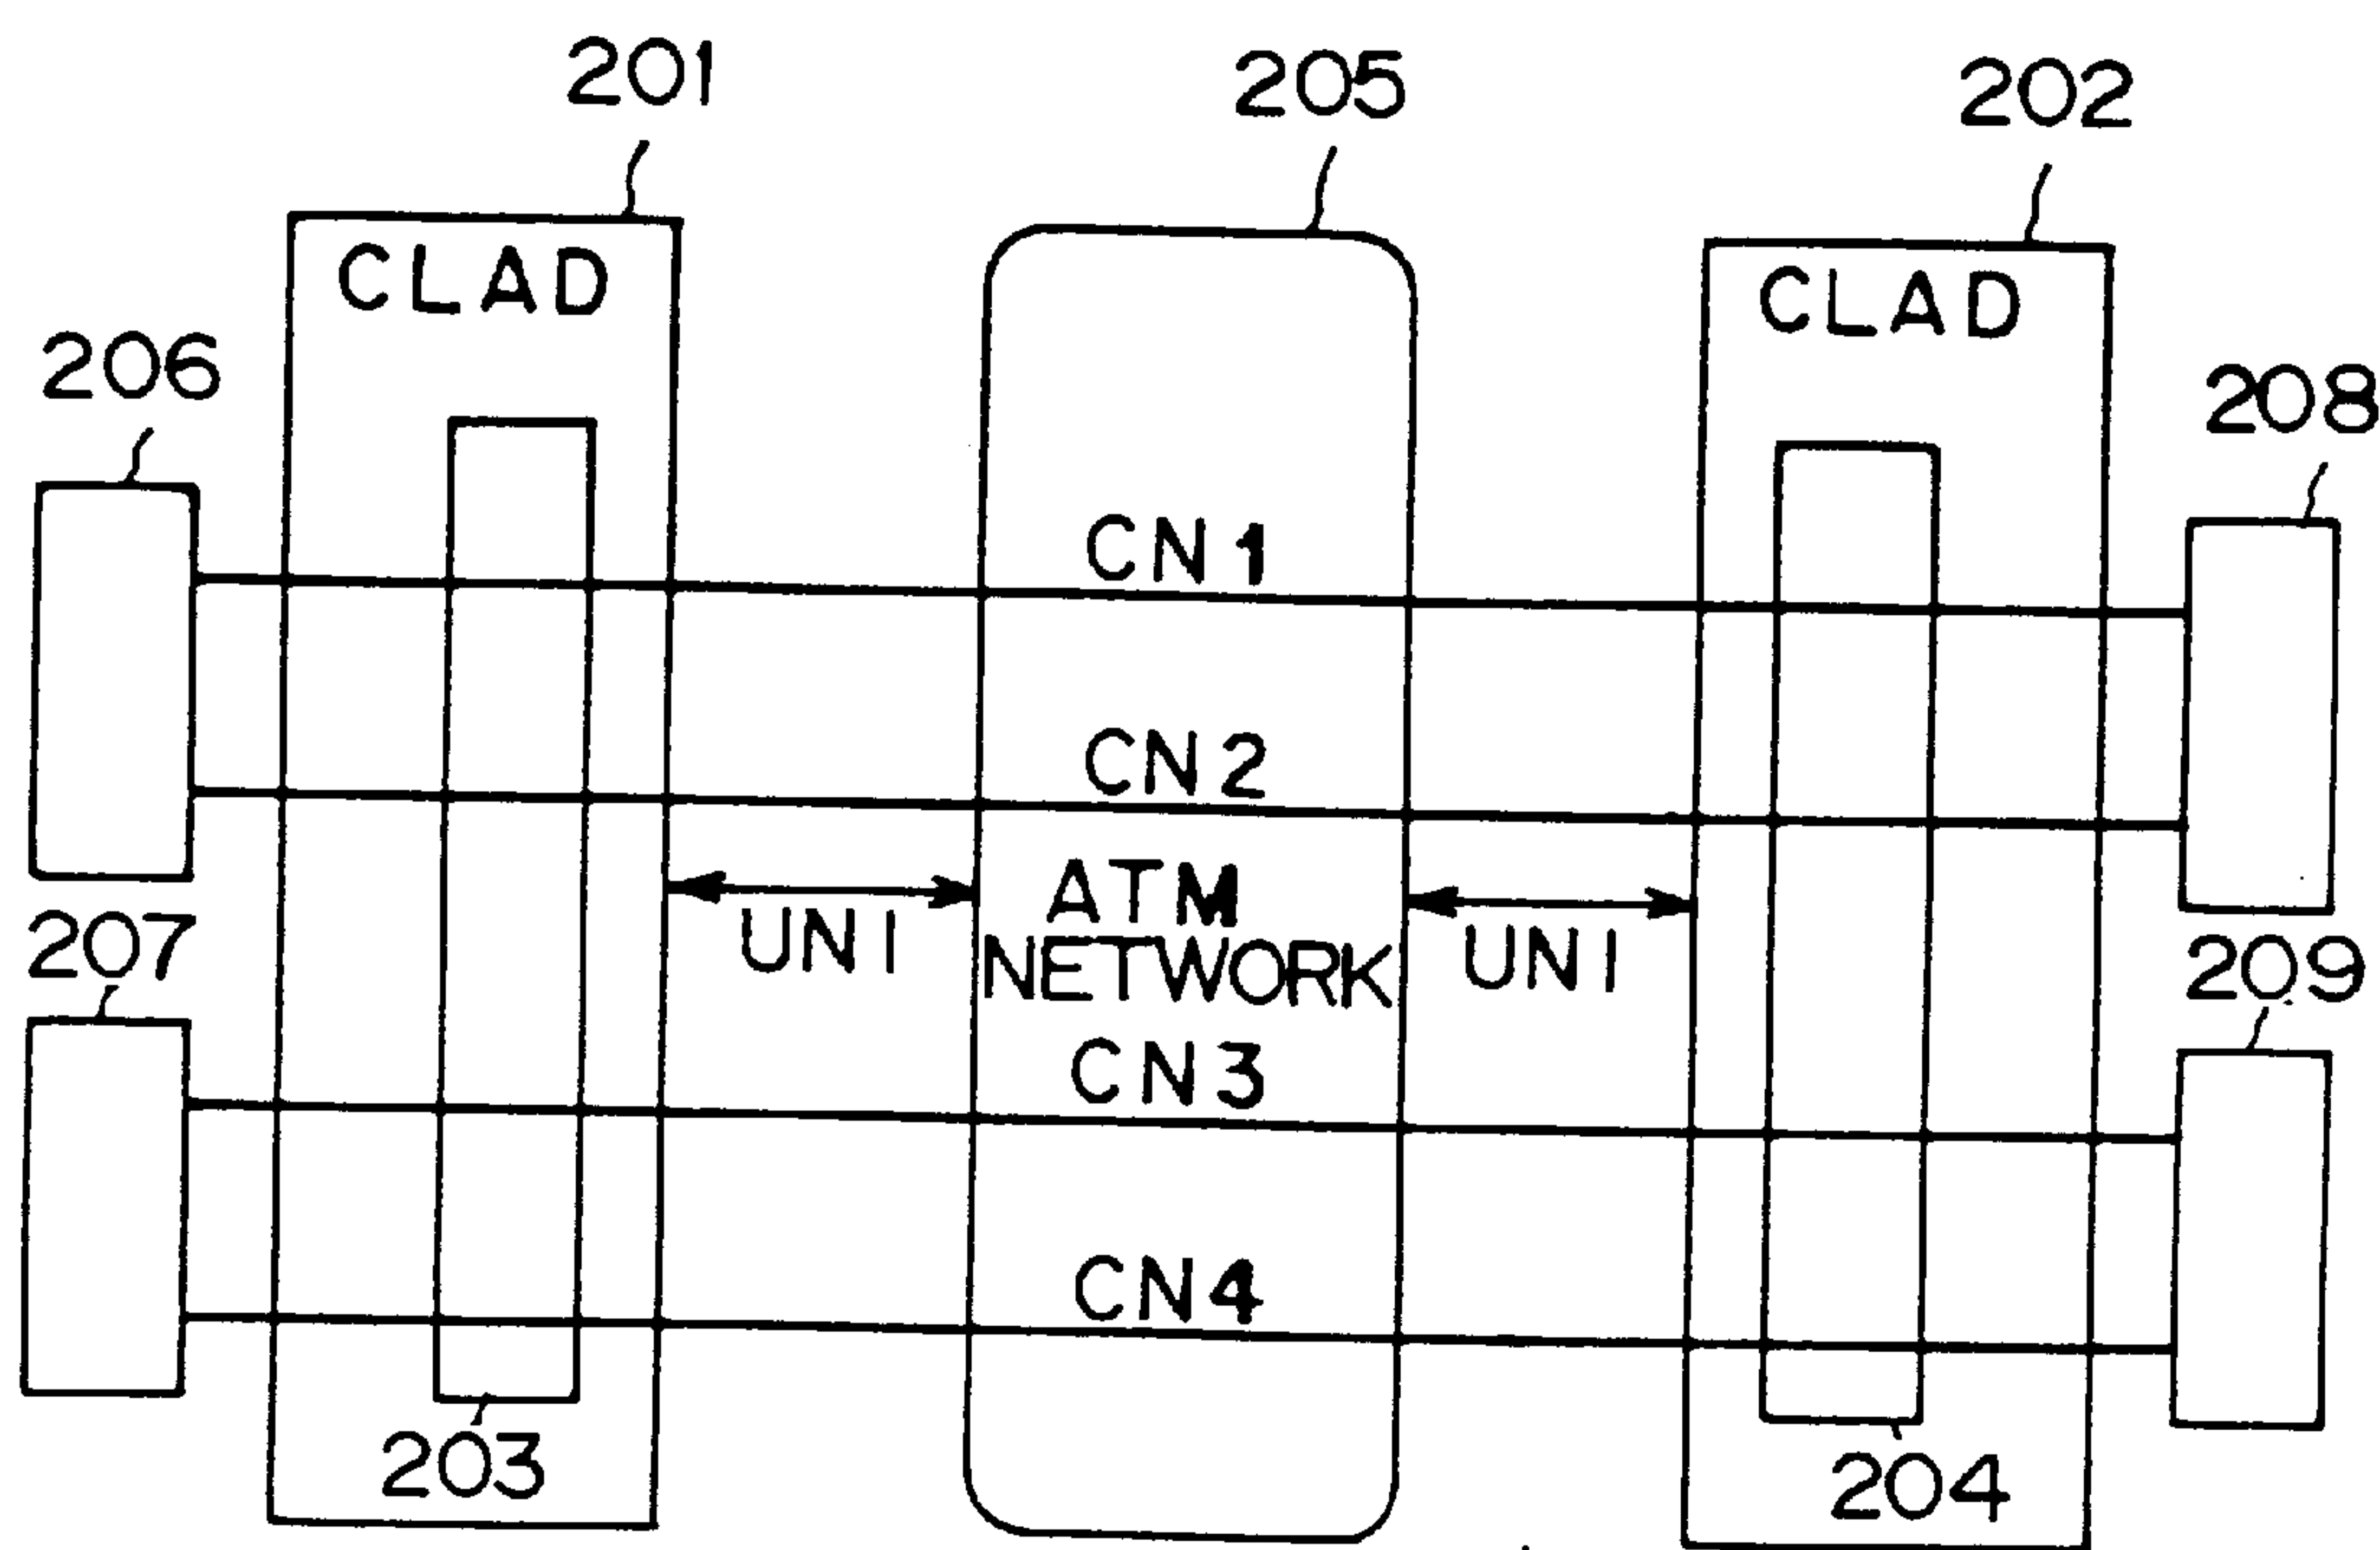 201
205
202
CLAD
CLAD
206
208
CN1
CN2
ATM
NETWORK
UNI
UNI
207
209
CN3
CN4
203
204